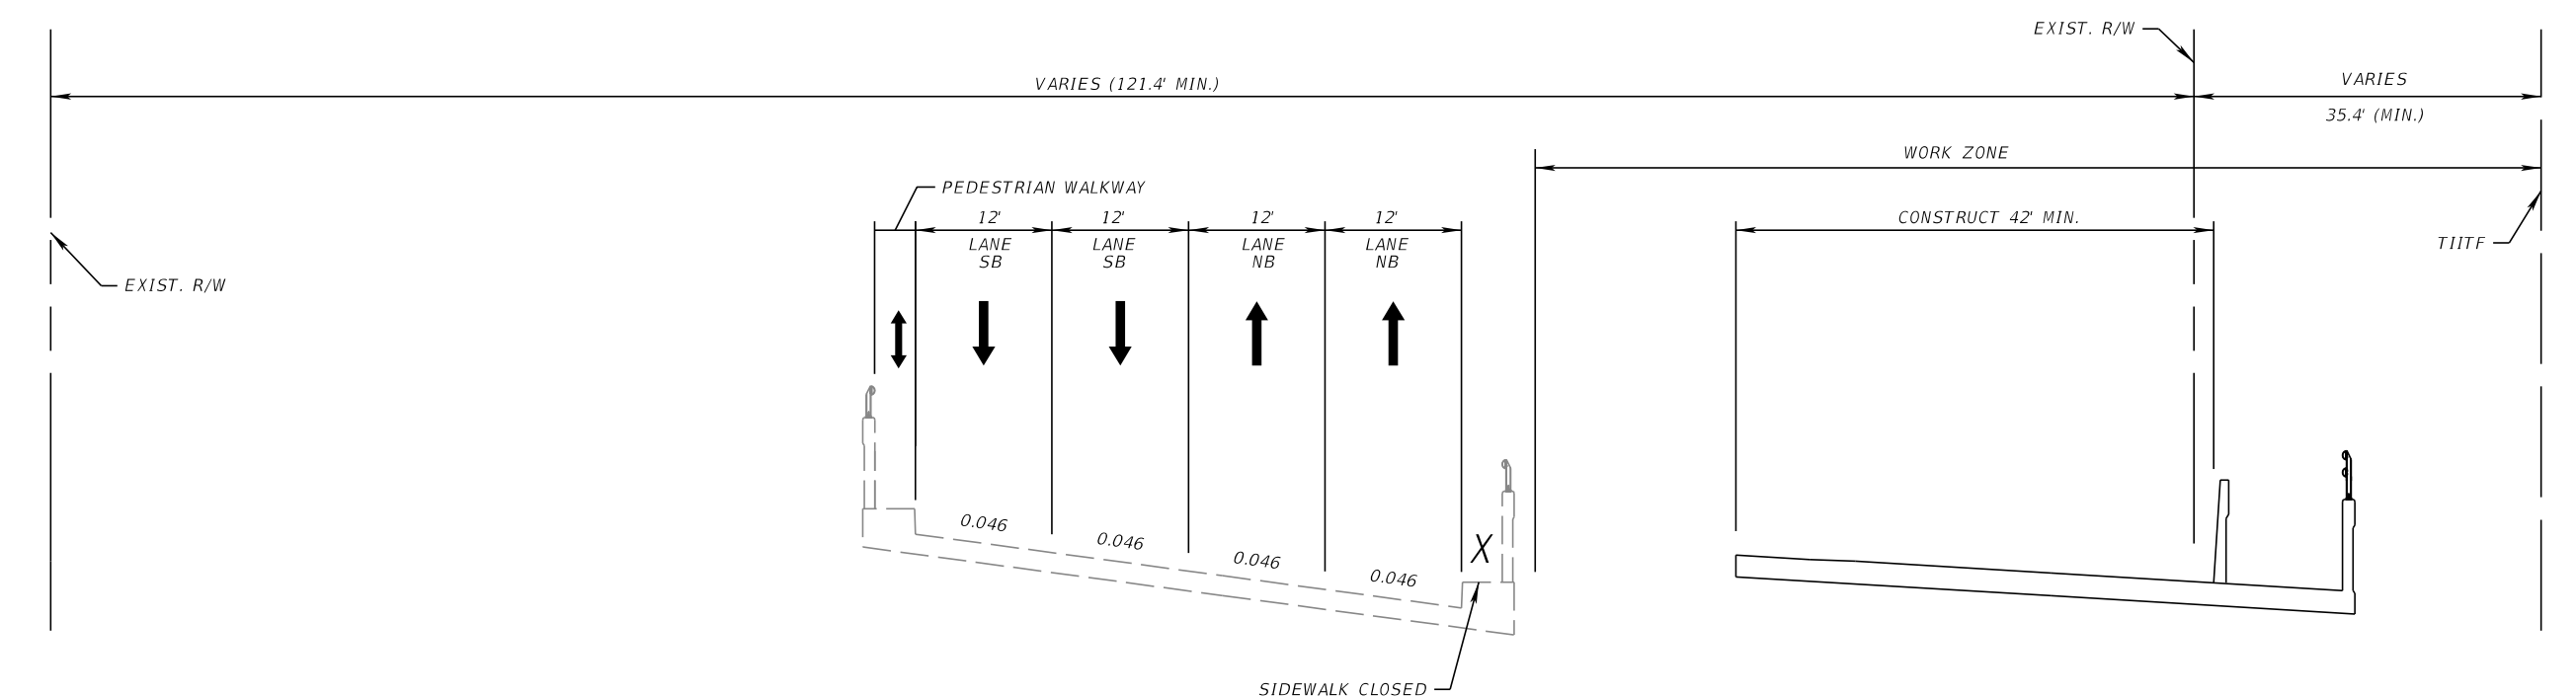 EXIST. R/W
VARIES (121.4' MIN.)
VARIES
35.4' (MIN.)
WORK ZONE
PEDESTRIAN WALKWAY
12'
12'
12'
12'
CONSTRUCT 42' MIN.
LANE
SB
LANE
SB
LANE
NB
LANE
NB
TIITF
EXIST. R/W
0.046
0.046
0.046
0.046
X
SIDEWALK CLOSED